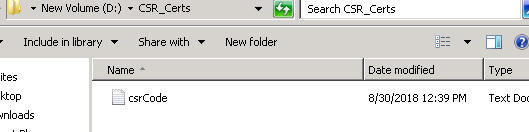 New Volume (D:) CSR_Certs Search CSR_Certs
Include in library Share with New folder
Name Date modified Type
ites
csrCode 8/30/2018 12:39 PM Text Doc
ktop
wnloads